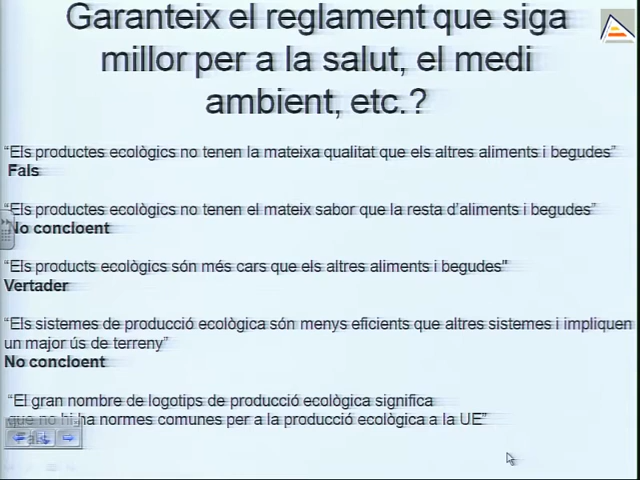 Garanteix el reglament que siga
millor per a la salut, el medi
ambient, etc.?
“Els productes ecològics no tenen la mateixa qualitat que els altres aliments i begudes”
Fals
“Els productes ecològics no tenen el mateix sabor que la resta d’aliments i begudes”
No concloent
“Els products ecològics són més cars que els altres aliments i begudes”
Vertader
“Els sistemes de producció ecològica són menys eficients que altres sistemes i impliquen
un major ús de terreny”
No concloent
“El gran nombre de logotips de producció ecològica significa
que no hi ha normes comunes per a la producció ecològica a la UE”